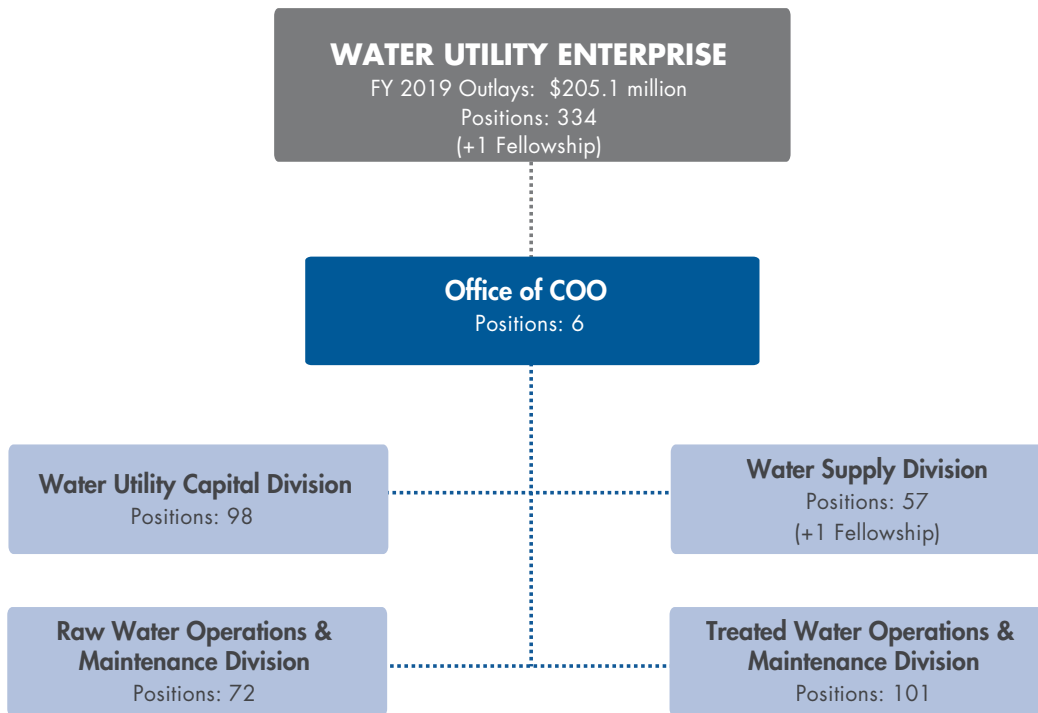 WATER UTILITY ENTERPRISE
FY 2019 Outlays: $205.1 million
Positions: 334
(+1 Fellowship)
Office of COO
Positions: 6
Water Utility Capital Division
Positions: 98
Water Supply Division
Positions: 57
(+1 Fellowship)
Raw Water Operations &
Maintenance Division
Positions: 72
Treated Water Operations &
Maintenance Division
Positions: 101